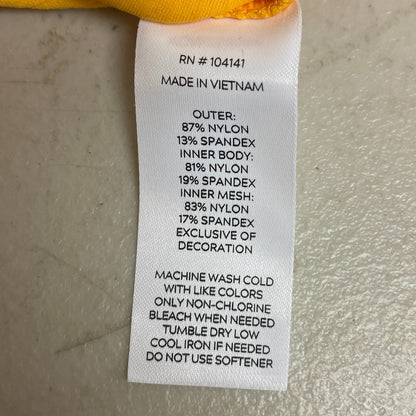 RN # 104141
MADE IN VIETNAM
OUTER:
87% NYLON
13% SPANDEX
INNER BODY:
81% NYLON
19% SPANDEX
INNER MESH:
83% NYLON
17% SPANDEX
EXCLUSIVE OF
DECORATION
MACHINE WASH COLD
WITH LIKE COLORS
ONLY NON-CHLORINE
BLEACH WHEN NEEDED
TUMBLE DRY LOW
COOL IRON IF NEEDED
DO NOT USE SOFTENER